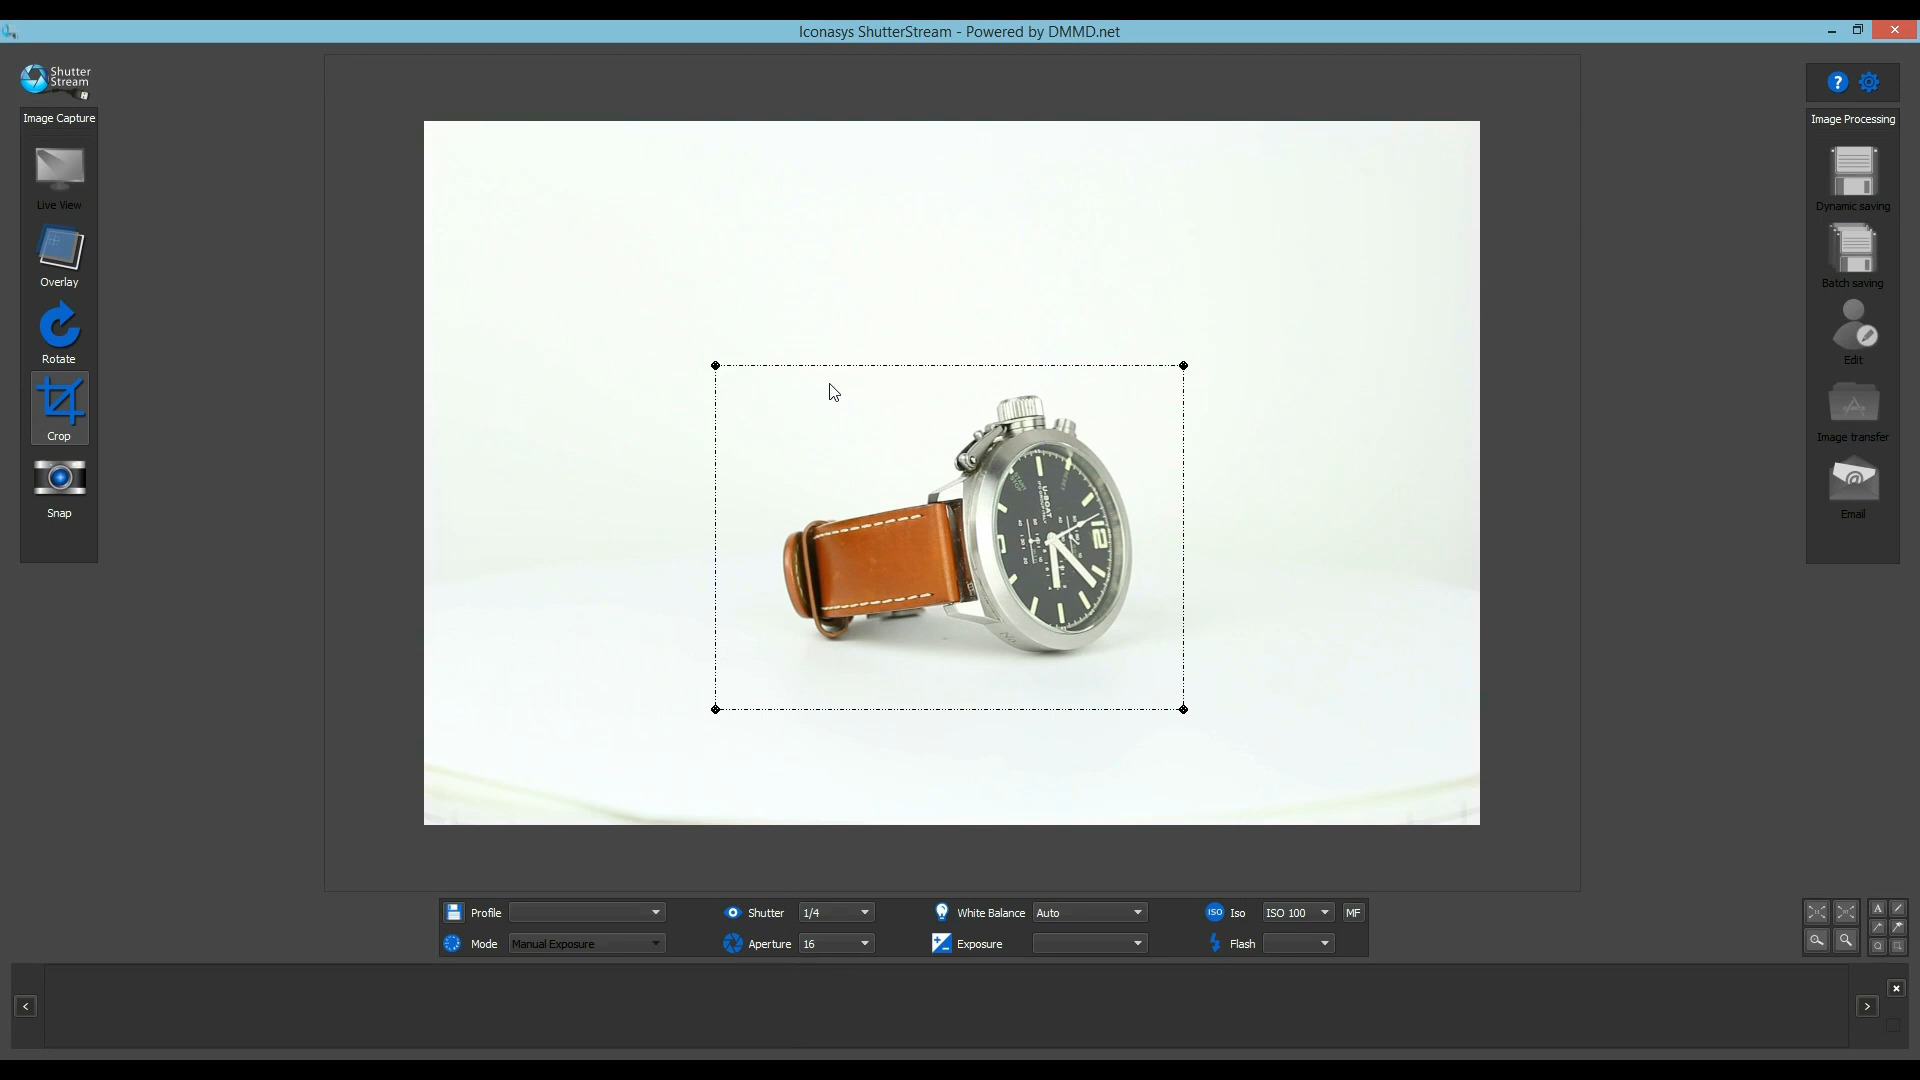 Iconasys ShutterStream - Powered by DMMD.net
Shutter
Stream
Image Capture
Live View
Overlay
Rotate
Crop
Snap
?
Image Processing
Dynamic saving
Batch saving
Edit
Image transfer
Email
U-BOAT
Profile
Shutter 1/4
White Balance Auto
ISO Iso ISO 100 MF
Mode Manual Exposure
Aperture 16
Exposure
Flash
A
<
>